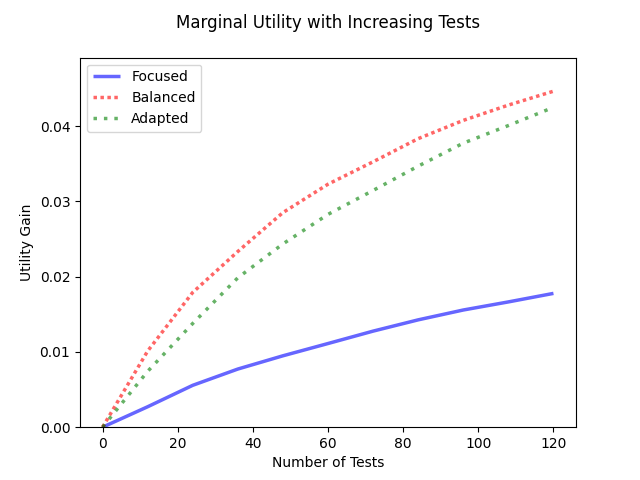 Marginal Utility with Increasing Tests
Focused
Balanced
Adapted
Utility Gain
0.04
0.03
0.02
0.01
0.00
0 20 40 60 80 100 120
Number of Tests